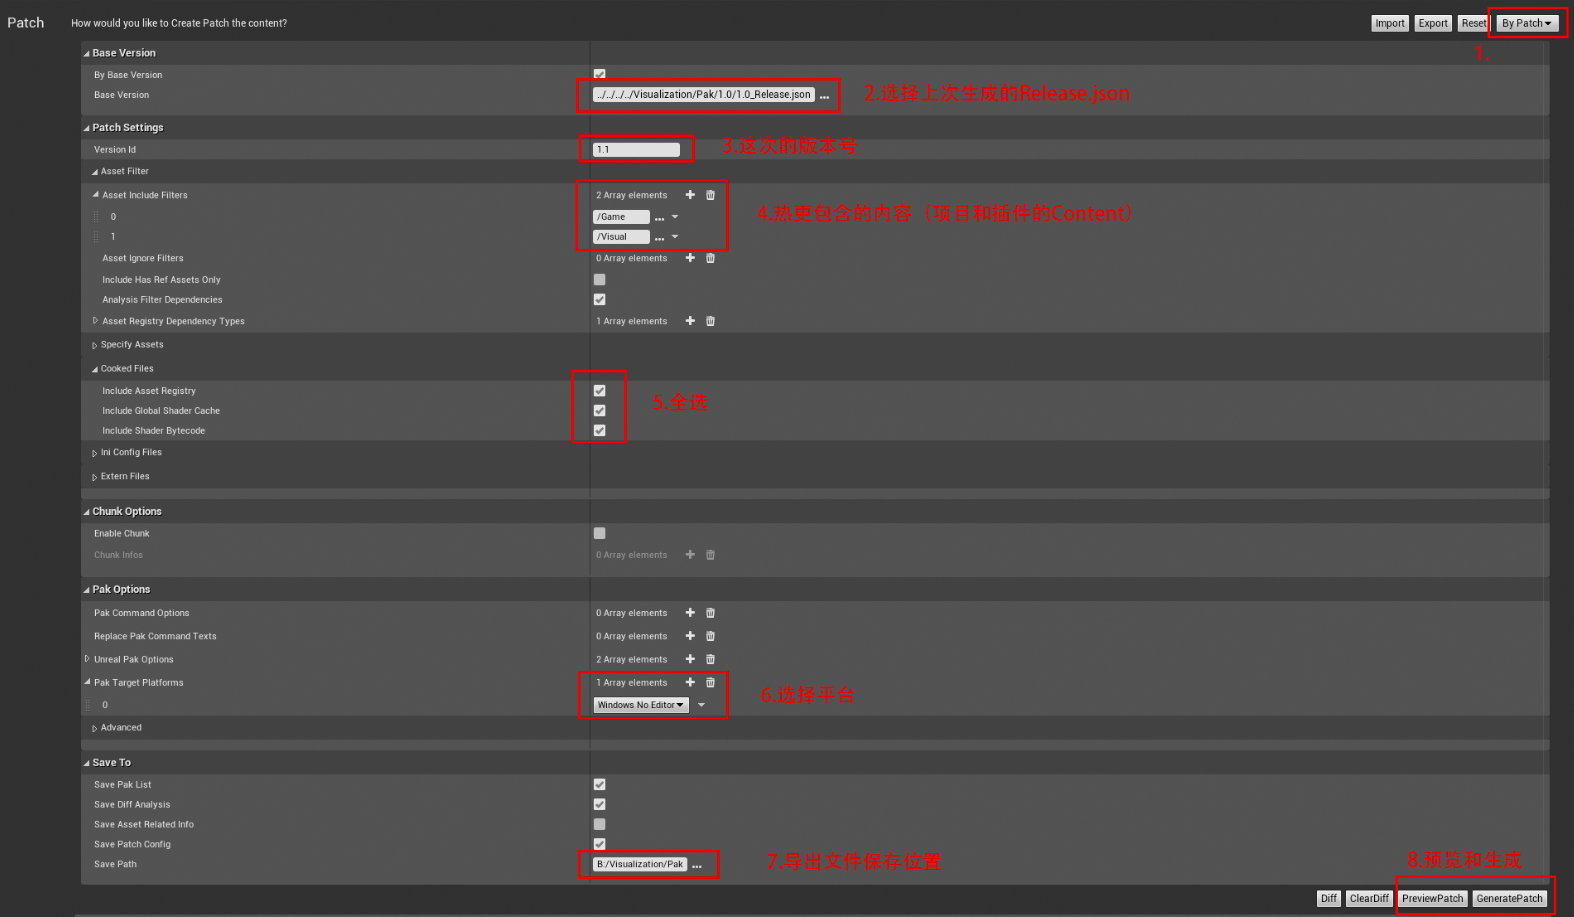 Patch How would you like to Create Patch the content? Import Export Reset By Patch
1.
Base Version
By Base Version
Base Version ../../../../Visualization/Pak/1.0/1.0_Release.json ... 2.选择上次生成的Release.json
Patch Settings
Version Id 1.1 3.这次的版本号
Asset Filter
Asset Include Filters 2 Array elements
0 /Game ... 4.热更包含的内容（项目和插件的Content）
1 /Visual ...
Asset Ignore Filters 0 Array elements
Include Has Ref Assets Only
Analysis Filter Dependencies
Asset Registry Dependency Types 1 Array elements
Specify Assets
Cooked Files
Include Asset Registry
Include Global Shader Cache 5.全选
Include Shader Bytecode
Ini Config Files
Extern Files
Chunk Options
Enable Chunk
Chunk Infos 0 Array elements
Pak Options
Pak Command Options 0 Array elements
Replace Pak Command Texts 0 Array elements
Unreal Pak Options 2 Array elements
Pak Target Platforms 1 Array elements 6.选择平台
0 Windows No Editor
Advanced
Save To
Save Pak List
Save Diff Analysis
Save Asset Related Info
Save Patch Config
Save Path B:/Visualization/Pak ... 7.导出文件保存位置 8.预览和生成
Diff ClearDiff PreviewPatch GeneratePatch